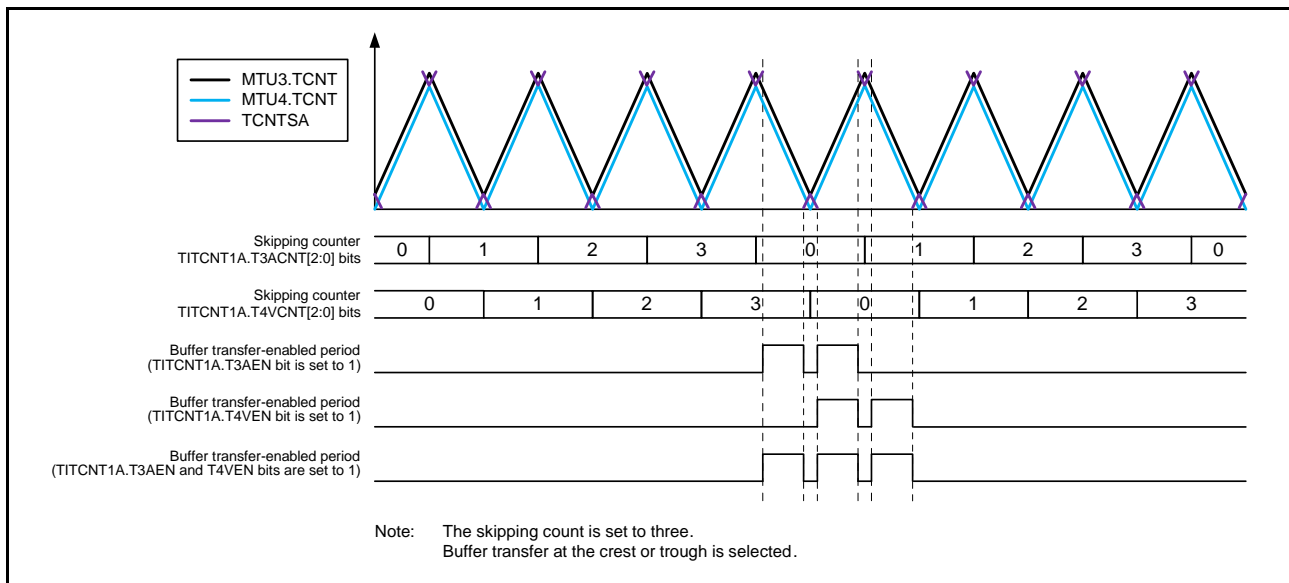 MTU3.TCNT
MTU4.TCNT
TCNTSA
Skipping counter
TITCNT1A.T3ACNT[2:0] bits
0 1 2 3 0 1 2 3 0
Skipping counter
TITCNT1A.T4VCNT[2:0] bits
0 1 2 3 0 1 2 3
Buffer transfer-enabled period
(TITCNT1A.T3AEN bit is set to 1)
Buffer transfer-enabled period
(TITCNT1A.T4VEN bit is set to 1)
Buffer transfer-enabled period
(TITCNT1A.T3AEN and T4VEN bits are set to 1)
Note: The skipping count is set to three.
Buffer transfer at the crest or trough is selected.